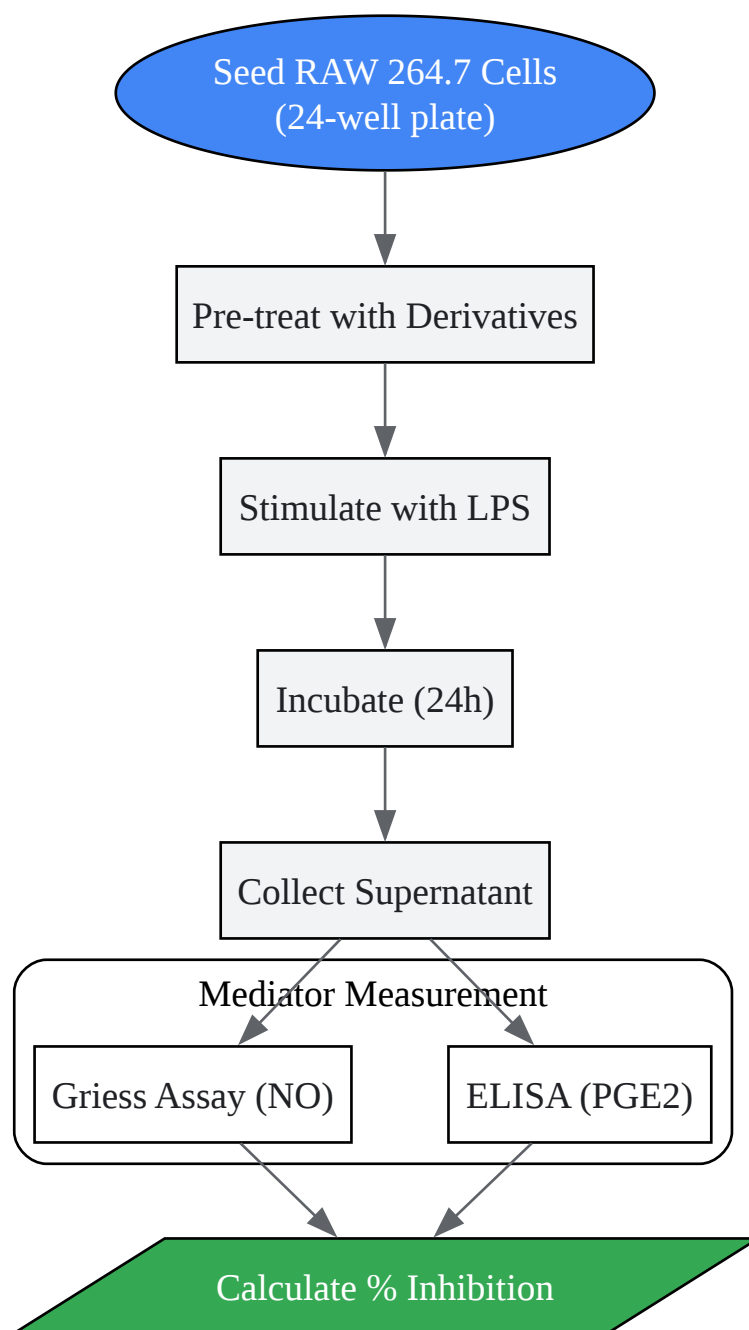 Seed RAW 264.7 Cells
(24-well plate)
Pre-treat with Derivatives
Stimulate with LPS
Incubate (24h)
Collect Supernatant
Mediator Measurement
Griess Assay (NO)
ELISA (PGE2)
Calculate % Inhibition